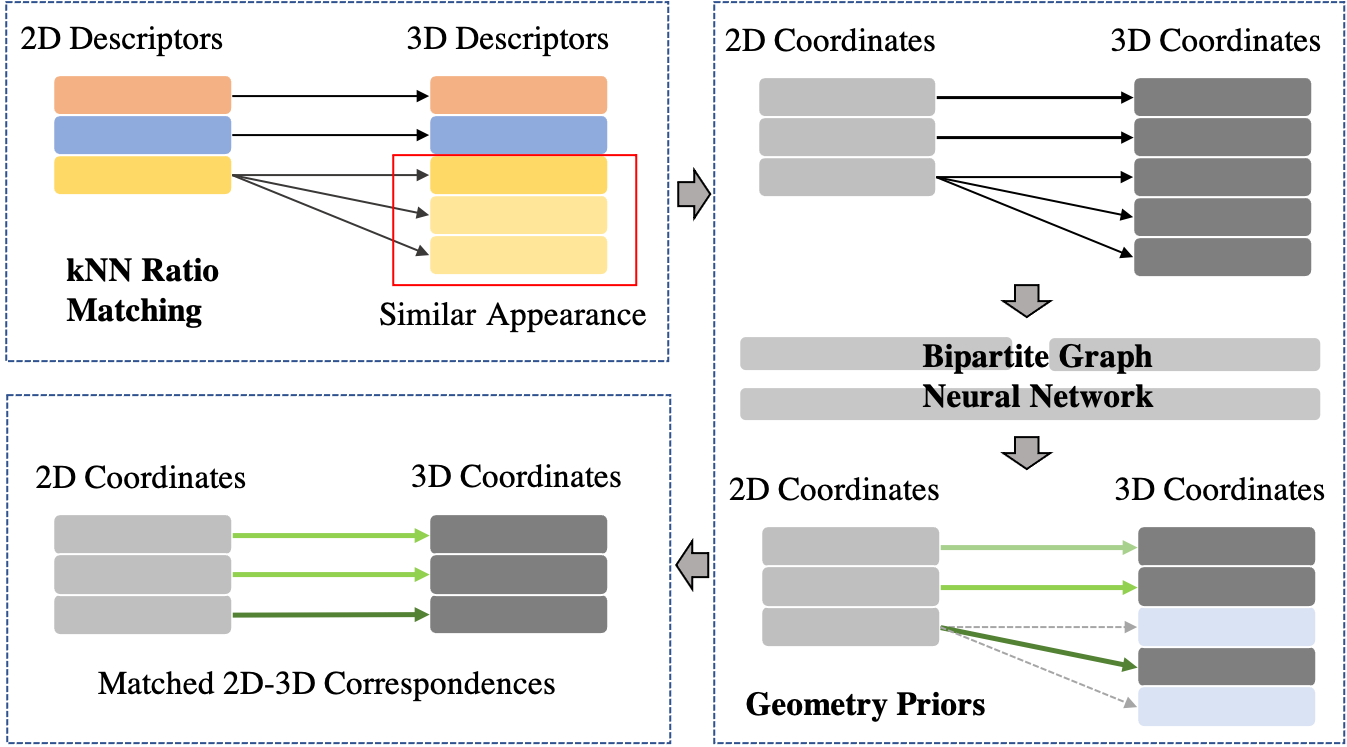 2D Descriptors
3D Descriptors
kNN Ratio
Matching
Similar Appearance
2D Coordinates
3D Coordinates
Bipartite Graph
Neural Network
2D Coordinates
3D Coordinates
Geometry Priors
2D Coordinates
3D Coordinates
Matched 2D-3D Correspondences